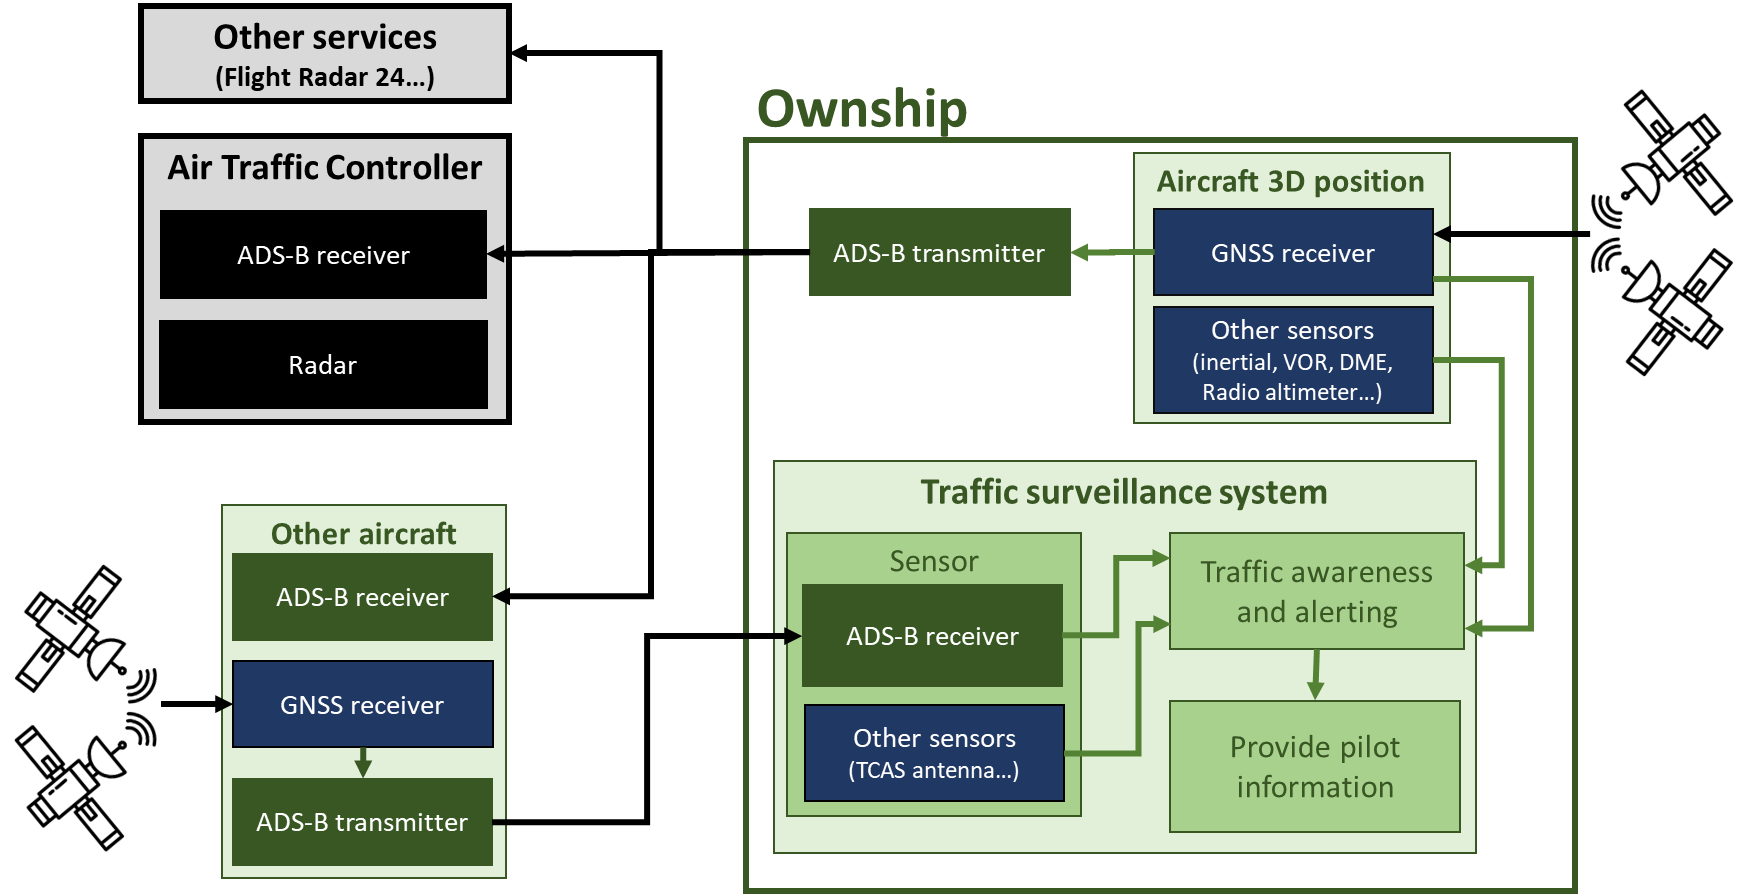 Other services
(Flight Radar 24...)
Air Traffic Controller
ADS-B receiver
Radar
Ownship
Aircraft 3D position
ADS-B transmitter
GNSS receiver
Other sensors
(inertial, VOR, DME,
Radio altimeter...)
Other aircraft
ADS-B receiver
GNSS receiver
ADS-B transmitter
Traffic surveillance system
Sensor
ADS-B receiver
Other sensors
(TCAS antenna...)
Traffic awareness
and alerting
Provide pilot
information